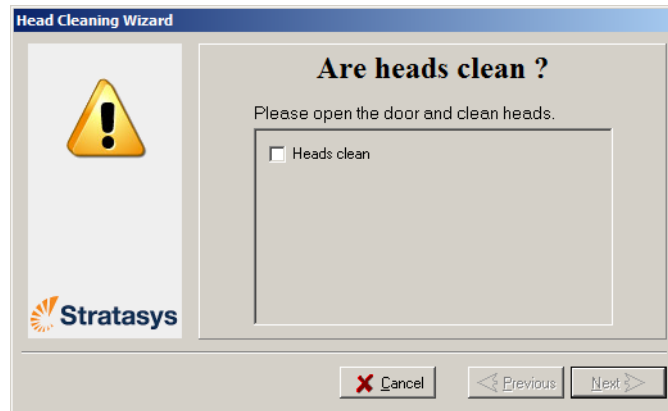 Head Cleaning Wizard
Are heads clean ?
Please open the door and clean heads.
Heads clean
Stratasys
Cancel
Previous
Next